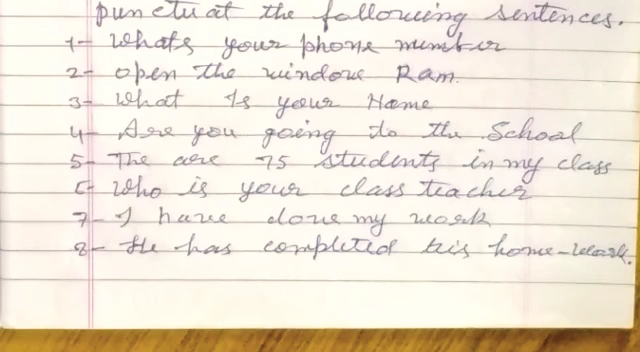 punctuat the following sentences.
1- Whats your phone number
2- open the window Ram.
3- What Is your Name
4- Are you going to the School
5- The are 75 students in my class
6- Who is your class teacher
7- I have done my work
8- He has completed his home-work.